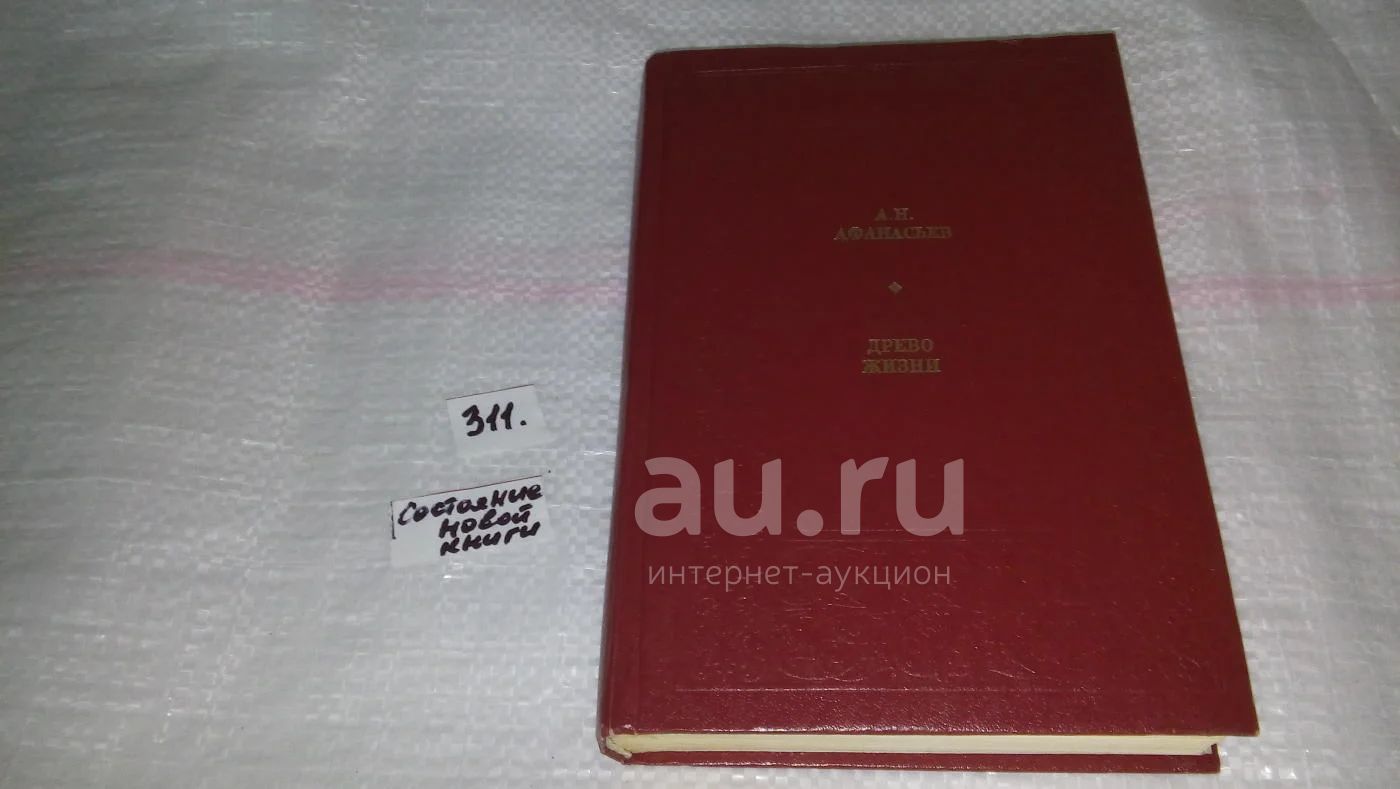 А.Н.
АФАНАСЬЕВ
ДРЕВО
ЖИЗНИ
311.
Состояние
новой
книги
au.ru
интернет-аукцион